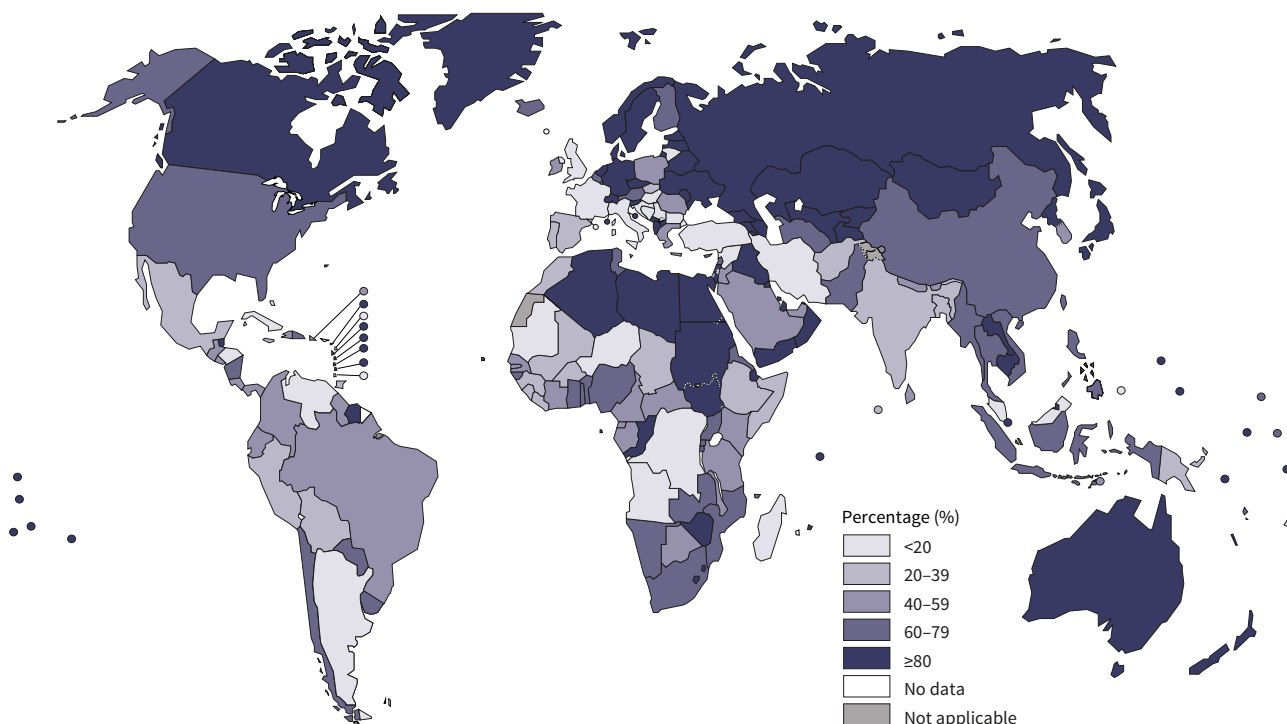 Percentage (%)
<20
20–39
40–59
60–79
≥80
No data
Not applicable